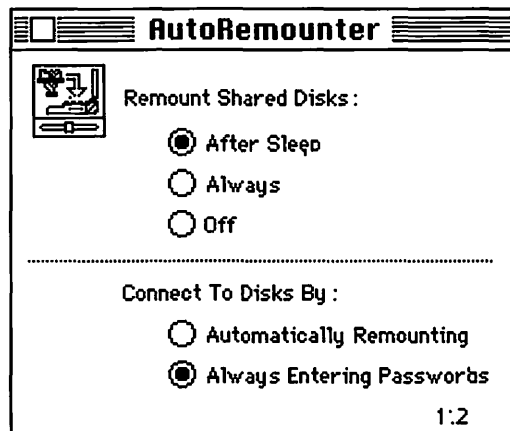 AutoRemounter
Remount Shared Disks:
After Sleep
Always
Off
Connect To Disks By:
Automatically Remounting
Always Entering Passwords
1.2